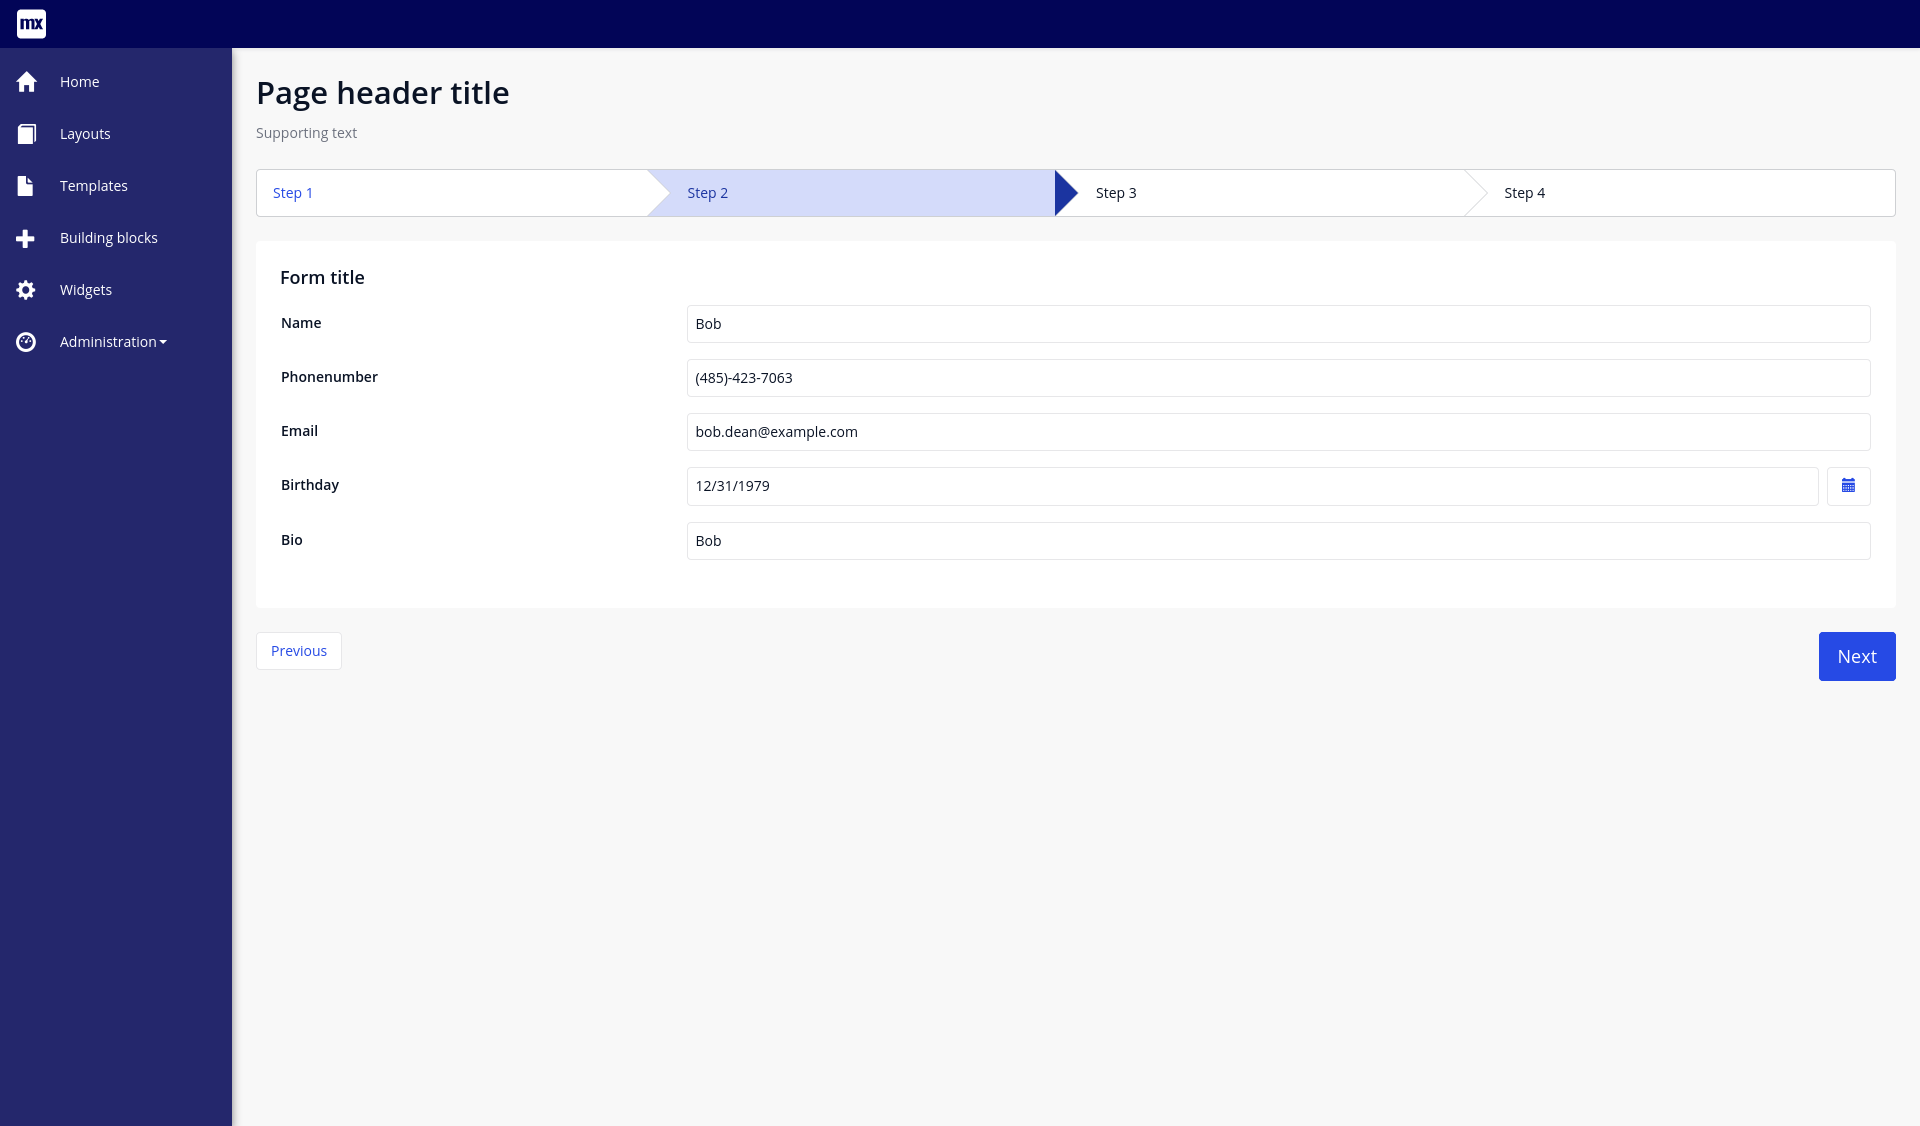 mx
Home
Layouts
Templates
Building blocks
Widgets
Administration
Page header title
Supporting text
Step 1
Step 2
Step 3
Step 4
Form title
Name
Bob
Phonenumber
(485)-423-7063
Email
bob.dean@example.com
Birthday
12/31/1979
Bio
Bob
Previous
Next